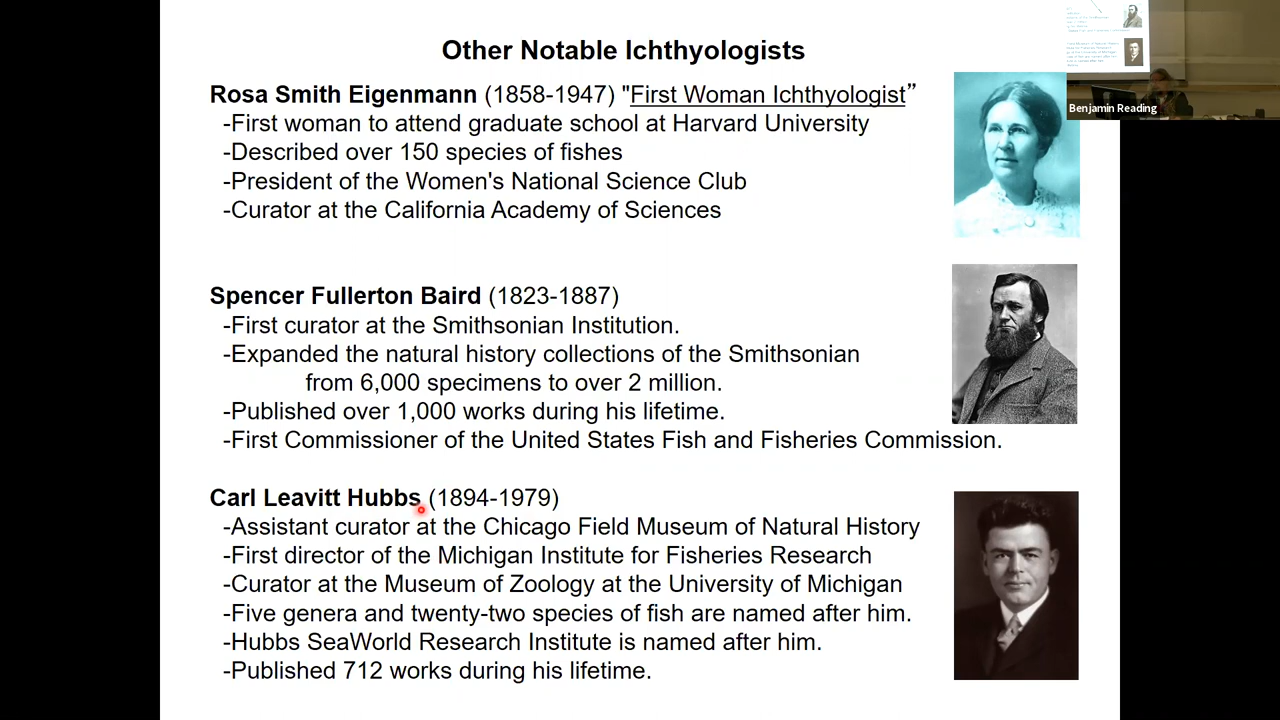 Other Notable Ichthyologists
Rosa Smith Eigenmann (1858-1947) "First Woman Ichthyologist”
-First woman to attend graduate school at Harvard University
-Described over 150 species of fishes
-President of the Women's National Science Club
-Curator at the California Academy of Sciences
Benjamin Reading
Spencer Fullerton Baird (1823-1887)
-First curator at the Smithsonian Institution.
-Expanded the natural history collections of the Smithsonian
from 6,000 specimens to over 2 million.
-Published over 1,000 works during his lifetime.
-First Commissioner of the United States Fish and Fisheries Commission.
Carl Leavitt Hubbs (1894-1979)
-Assistant curator at the Chicago Field Museum of Natural History
-First director of the Michigan Institute for Fisheries Research
-Curator at the Museum of Zoology at the University of Michigan
-Five genera and twenty-two species of fish are named after him.
-Hubbs SeaWorld Research Institute is named after him.
-Published 712 works during his lifetime.